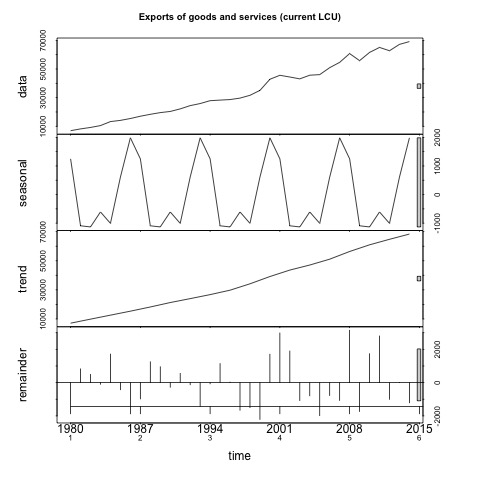 Exports of goods and services (current LCU)
data
10000 30000 50000 70000
seasonal
-1000 0 1000 2000
trend
10000 30000 50000 70000
remainder
-2000 0 2000
1980 1987 1994 2001 2008 2015
1 2 3 4 5 6
time